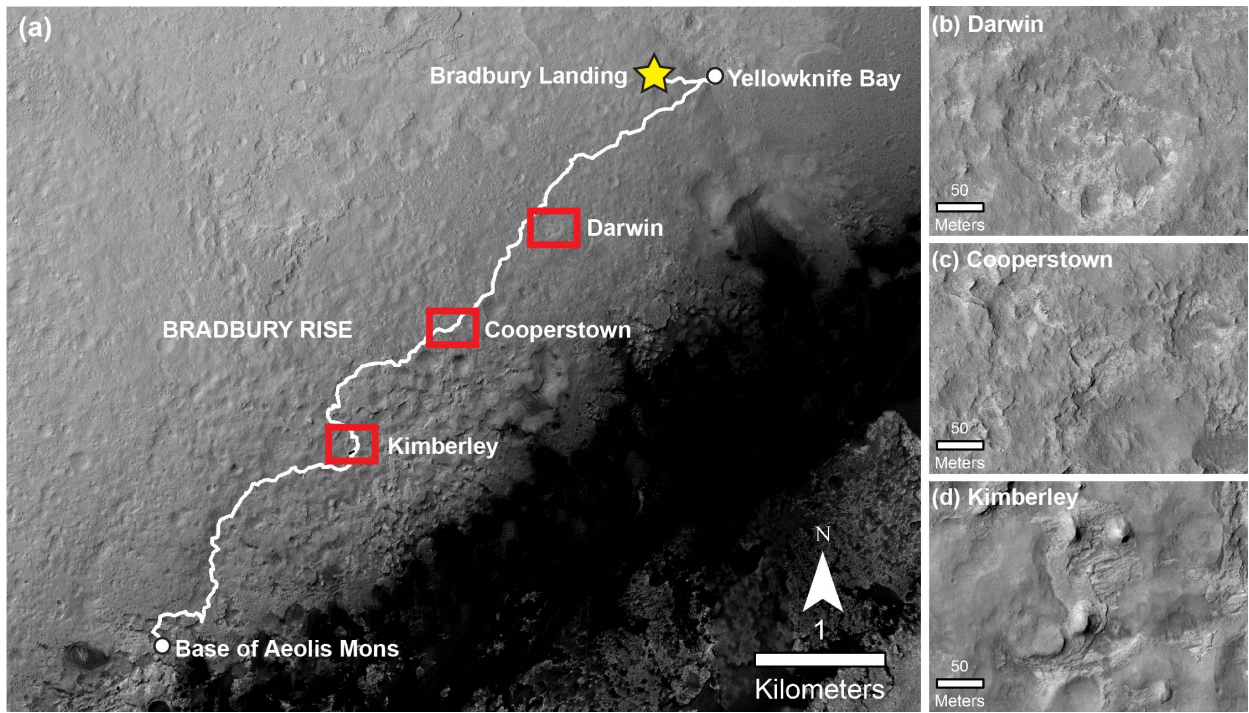 (a)
Bradbury Landing
Yellowknife Bay
Darwin
BRADBURY RISE
Cooperstown
Kimberley
Base of Aeolis Mons
N
1
Kilometers
(b) Darwin
50
Meters
(c) Cooperstown
50
Meters
(d) Kimberley
50
Meters